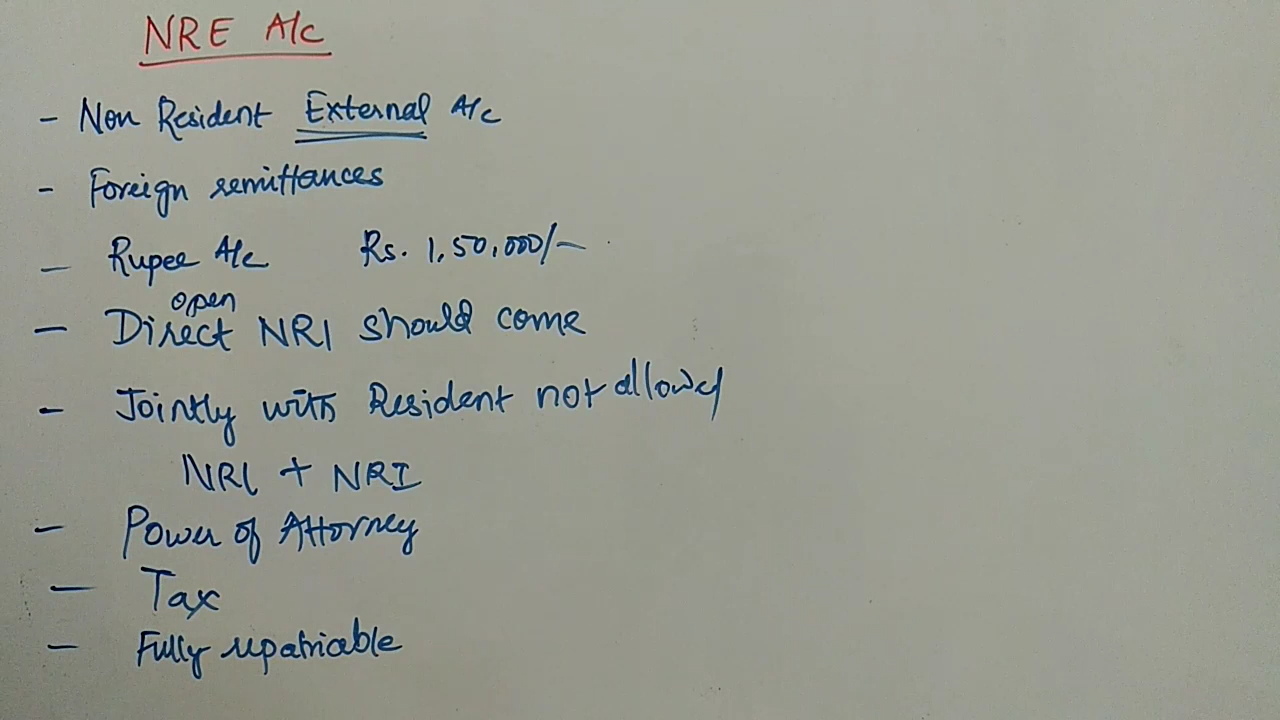 NRE A/c
- Non Resident External A/c
- Foreign remittances
- Rupee A/c Rs. 1,50,000/-
open
- Direct NRI should come
- Jointly with Resident not allowed
NRI + NRI
- Power of Attorney
- Tax
- Fully repatriable